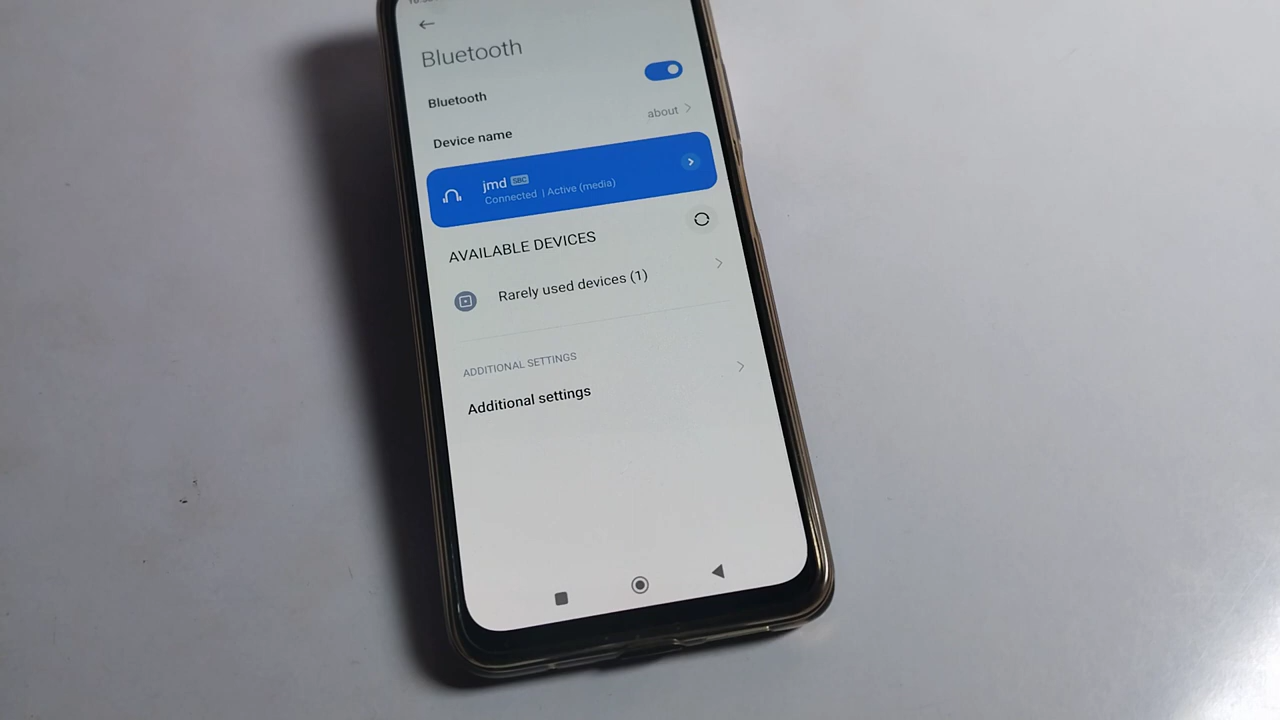 Bluetooth
Bluetooth
Device name about
jmd SBC
Connected | Active (media)
AVAILABLE DEVICES
Rarely used devices (1)
ADDITIONAL SETTINGS
Additional settings